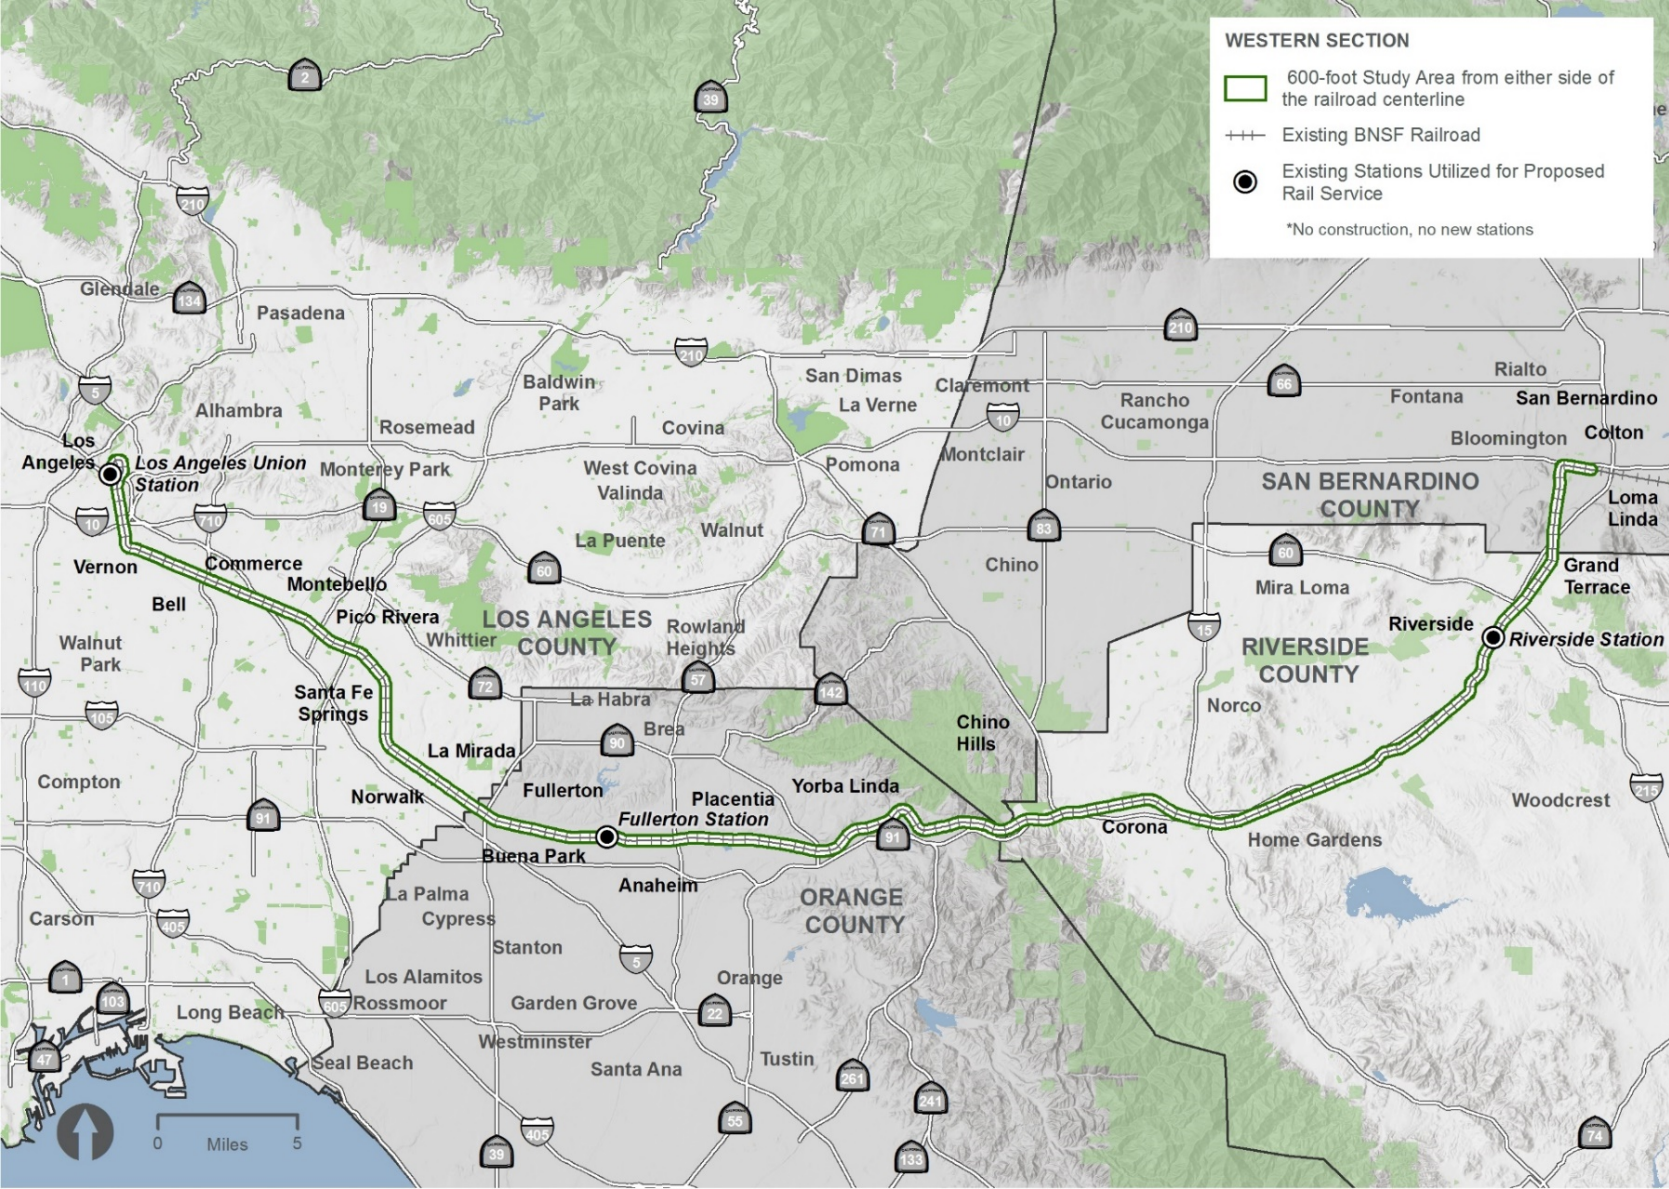 WESTERN SECTION
600-foot Study Area from either side of
the railroad centerline
Existing BNSF Railroad
Existing Stations Utilized for Proposed
Rail Service
*No construction, no new stations
2
39
210
Glendale
134
Pasadena
210
210
5
Alhambra
Baldwin
Park
San Dimas
La Verne
Claremont
10
Rancho
Cucamonga
66
Rialto
Fontana
San Bernardino
Rosemead
Covina
Bloomington
Colton
Los
Angeles
Los Angeles Union
Station
Monterey Park
West Covina
Valinda
Pomona
Montclair
Ontario
SAN BERNARDINO
COUNTY
Loma
Linda
10
710
19
605
La Puente
Walnut
71
83
60
Vernon
Commerce
Montebello
60
Chino
Mira Loma
Grand
Terrace
Bell
Pico Rivera
Whittier
LOS ANGELES
COUNTY
Rowland
Heights
15
Riverside
Riverside Station
RIVERSIDE
COUNTY
Walnut
Park
110
105
Santa Fe
Springs
72
La Habra
57
142
Norco
Chino
Hills
90
Brea
La Mirada
Compton
Norwalk
Fullerton
Placentia
Yorba Linda
Fullerton Station
91
91
Corona
Home Gardens
Woodcrest
215
Buena Park
Anaheim
710
La Palma
Cypress
ORANGE
COUNTY
Carson
405
Stanton
5
Los Alamitos
Rossmoor
605
Orange
1
103
Long Beach
Garden Grove
22
47
Westminster
Seal Beach
Santa Ana
Tustin
261
241
55
405
39
133
74
0 Miles 5